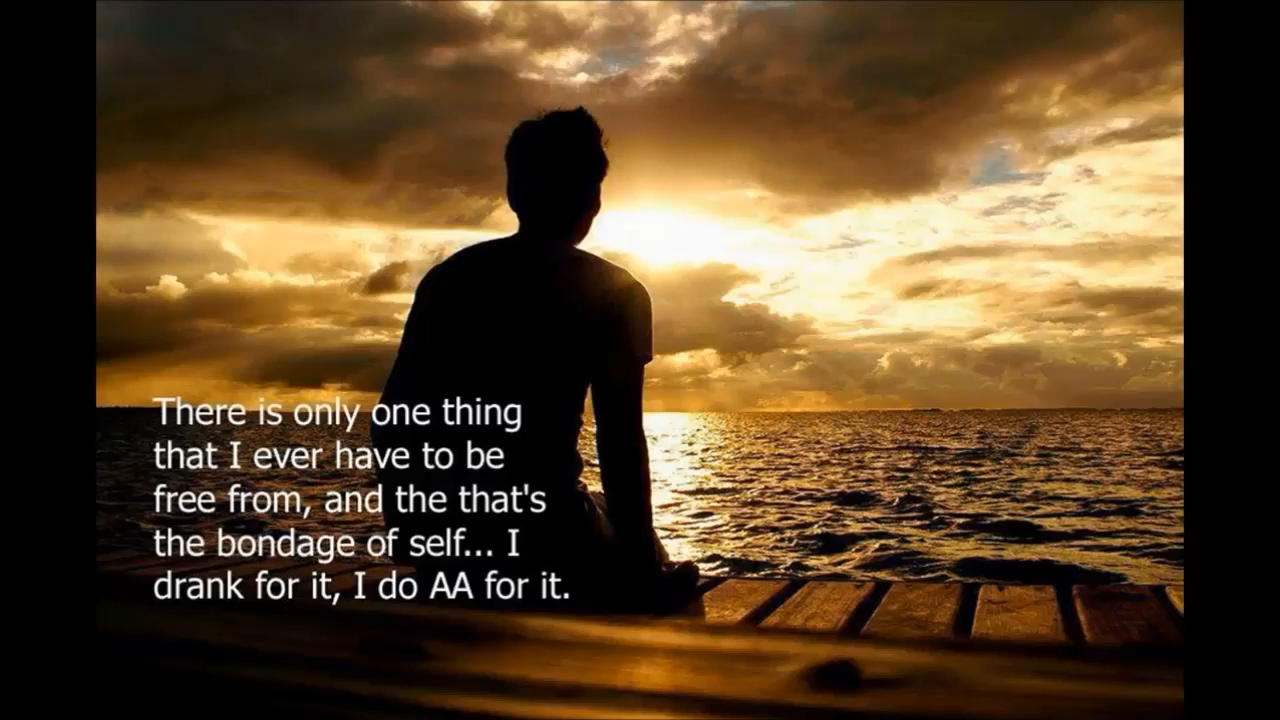 There is only one thing
that I ever have to be
free from, and the that's
the bondage of self... I
drank for it, I do AA for it.